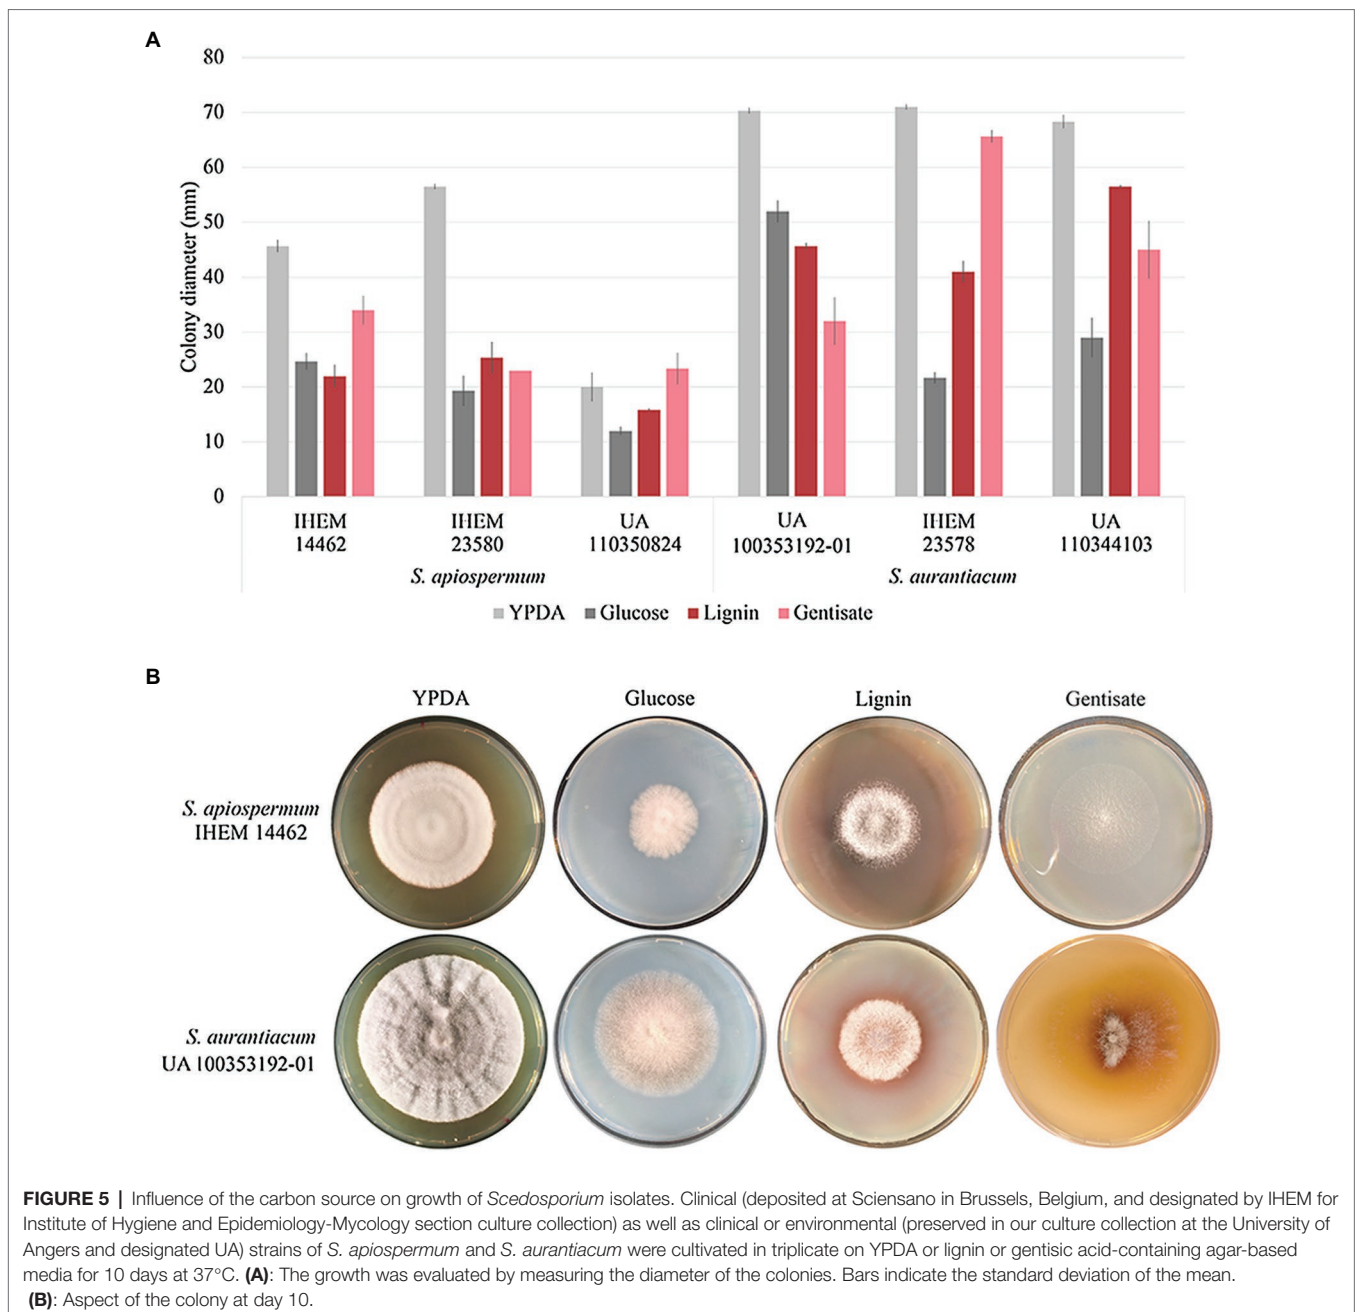 A
80
70
60
50
40
30
20
10
0
Colony diameter (mm)
IHEM
14462
IHEM
23580
UA
110350824
UA
100353192-01
IHEM
23578
UA
110344103
S. apiospermum
S. aurantiacum
YPDA Glucose Lignin Gentisate
B
YPDA Glucose Lignin Gentisate
S. apiospermum
IHEM 14462
S. aurantiacum
UA 100353192-01
FIGURE 5 | Influence of the carbon source on growth of Scedosporium isolates. Clinical (deposited at Sciensano in Brussels, Belgium, and designated by IHEM for
Institute of Hygiene and Epidemiology-Mycology section culture collection) as well as clinical or environmental (preserved in our culture collection at the University of
Angers and designated UA) strains of S. apiospermum and S. aurantiacum were cultivated in triplicate on YPDA or lignin or gentisic acid-containing agar-based
media for 10 days at 37°C. (A): The growth was evaluated by measuring the diameter of the colonies. Bars indicate the standard deviation of the mean.
(B): Aspect of the colony at day 10.